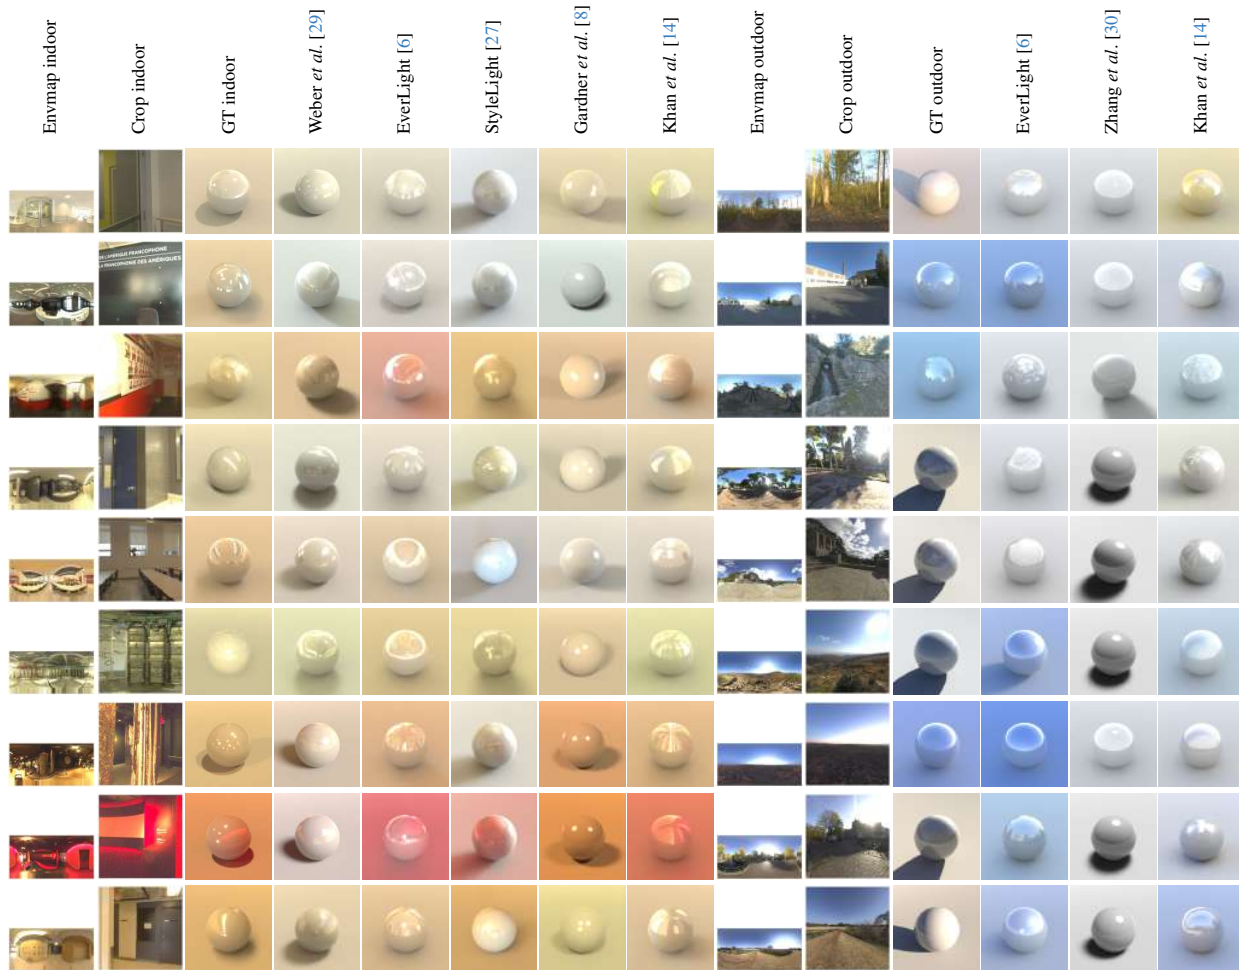 Envmap indoor
Crop indoor
GT indoor
Weber et al. [29]
EverLight [6]
StyleLight [27]
Gardner et al. [8]
Khan et al. [14]
Envmap outdoor
Crop outdoor
GT outdoor
EverLight [6]
Zhang et al. [30]
Khan et al. [14]
DE L'AMÉRIQUE FRANCOPHONE
LA FRANCOPHONIE DES AMÉRIQUES